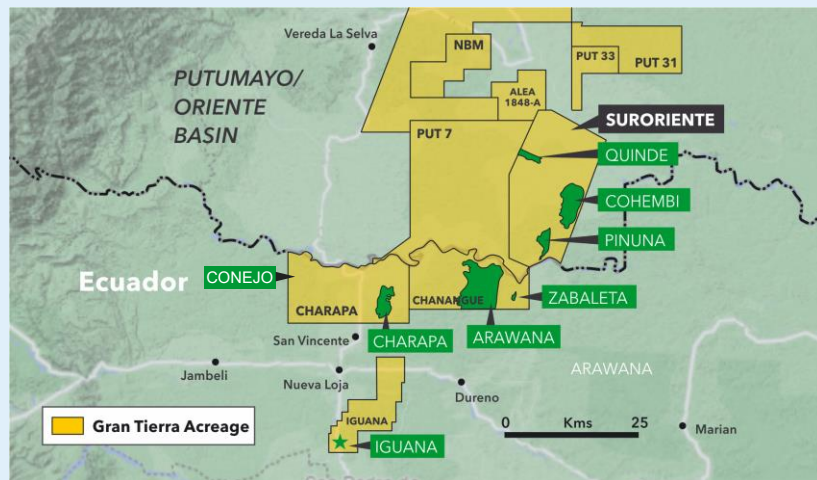 Vereda La Selva
NBM
PUT 33
PUT 31
PUTUMAYO/
ORIENTE
BASIN
ALEA
1848-A
SURORIENTE
PUT 7
QUINDE
COHEMBI
PINUNA
Ecuador
CONEJO
CHARAPA
CHANANGUE
ZABALETA
San Vincente
CHARAPA
ARAWANA
Jambeli
Nueva Loja
ARAWANA
Dureno
Gran Tierra Acreage
IGUANA
IGUANA
0 Kms 25
Marian